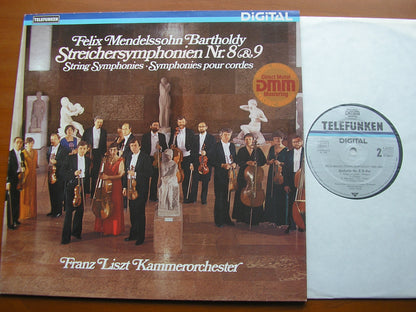 TELEFUNKEN
DIGITAL
Felix Mendelssohn Bartholdy
Streichersymphonien Nr. 8 & 9
String Symphonies · Symphonies pour cordes
Direct Metal
DMM
Mastering
Franz Liszt Kammerorchester
TELEFUNKEN
DIGITAL
2